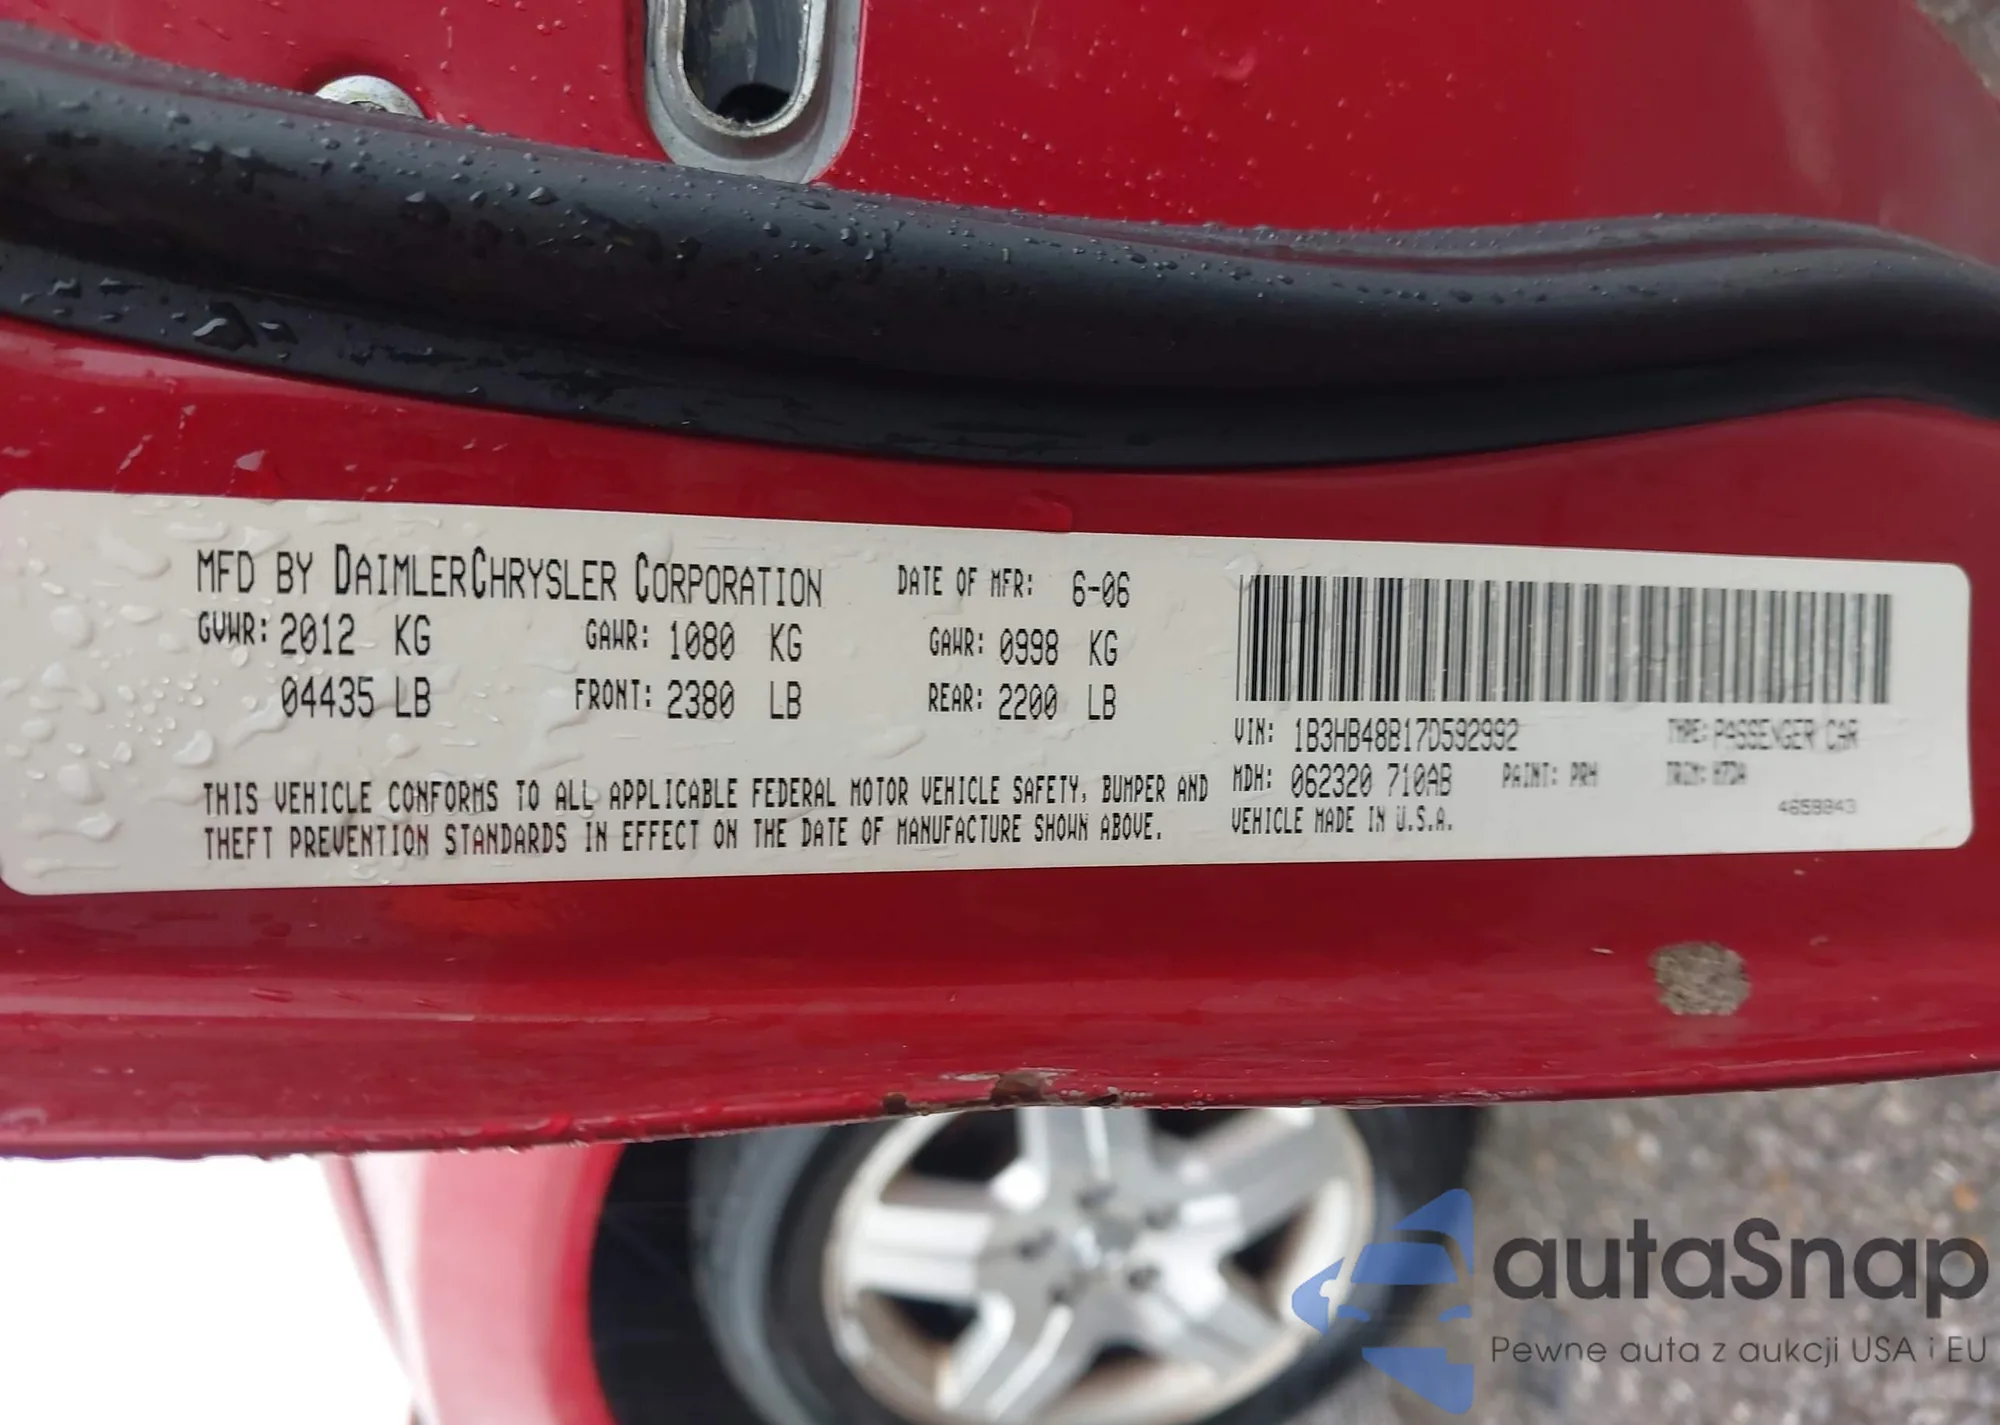 MFD BY DAIMLERCHRYSLER CORPORATION DATE OF MFR: 6-06
GVWR: 2012 KG GAWR: 1080 KG GAWR: 0998 KG
04435 LB FRONT: 2380 LB REAR: 2200 LB
THIS VEHICLE CONFORMS TO ALL APPLICABLE FEDERAL MOTOR VEHICLE SAFETY, BUMPER AND
THEFT PREVENTION STANDARDS IN EFFECT ON THE DATE OF MANUFACTURE SHOWN ABOVE.
VIN: 1B3HB48B17D592992 TYPE: PASSENGER CAR
MDH: 062320 710AB PAINT: PRH TRIM: H7DA
VEHICLE MADE IN U.S.A.
4658843
autaSnap
Pewne auta z aukcji USA i EU